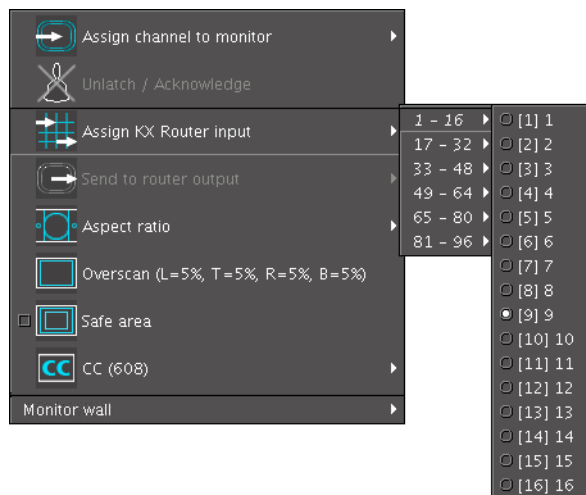 Assign channel to monitor
Unlatch / Acknowledge
Assign KX Router input
Send to router output
Aspect ratio
Overscan (L=5%, T=5%, R=5%, B=5%)
Safe area
CC CC (608)
Monitor wall
1 – 16
17 – 32
33 – 48
49 – 64
65 – 80
81 – 96
[1] 1
[2] 2
[3] 3
[4] 4
[5] 5
[6] 6
[7] 7
[8] 8
[9] 9
[10] 10
[11] 11
[12] 12
[13] 13
[14] 14
[15] 15
[16] 16